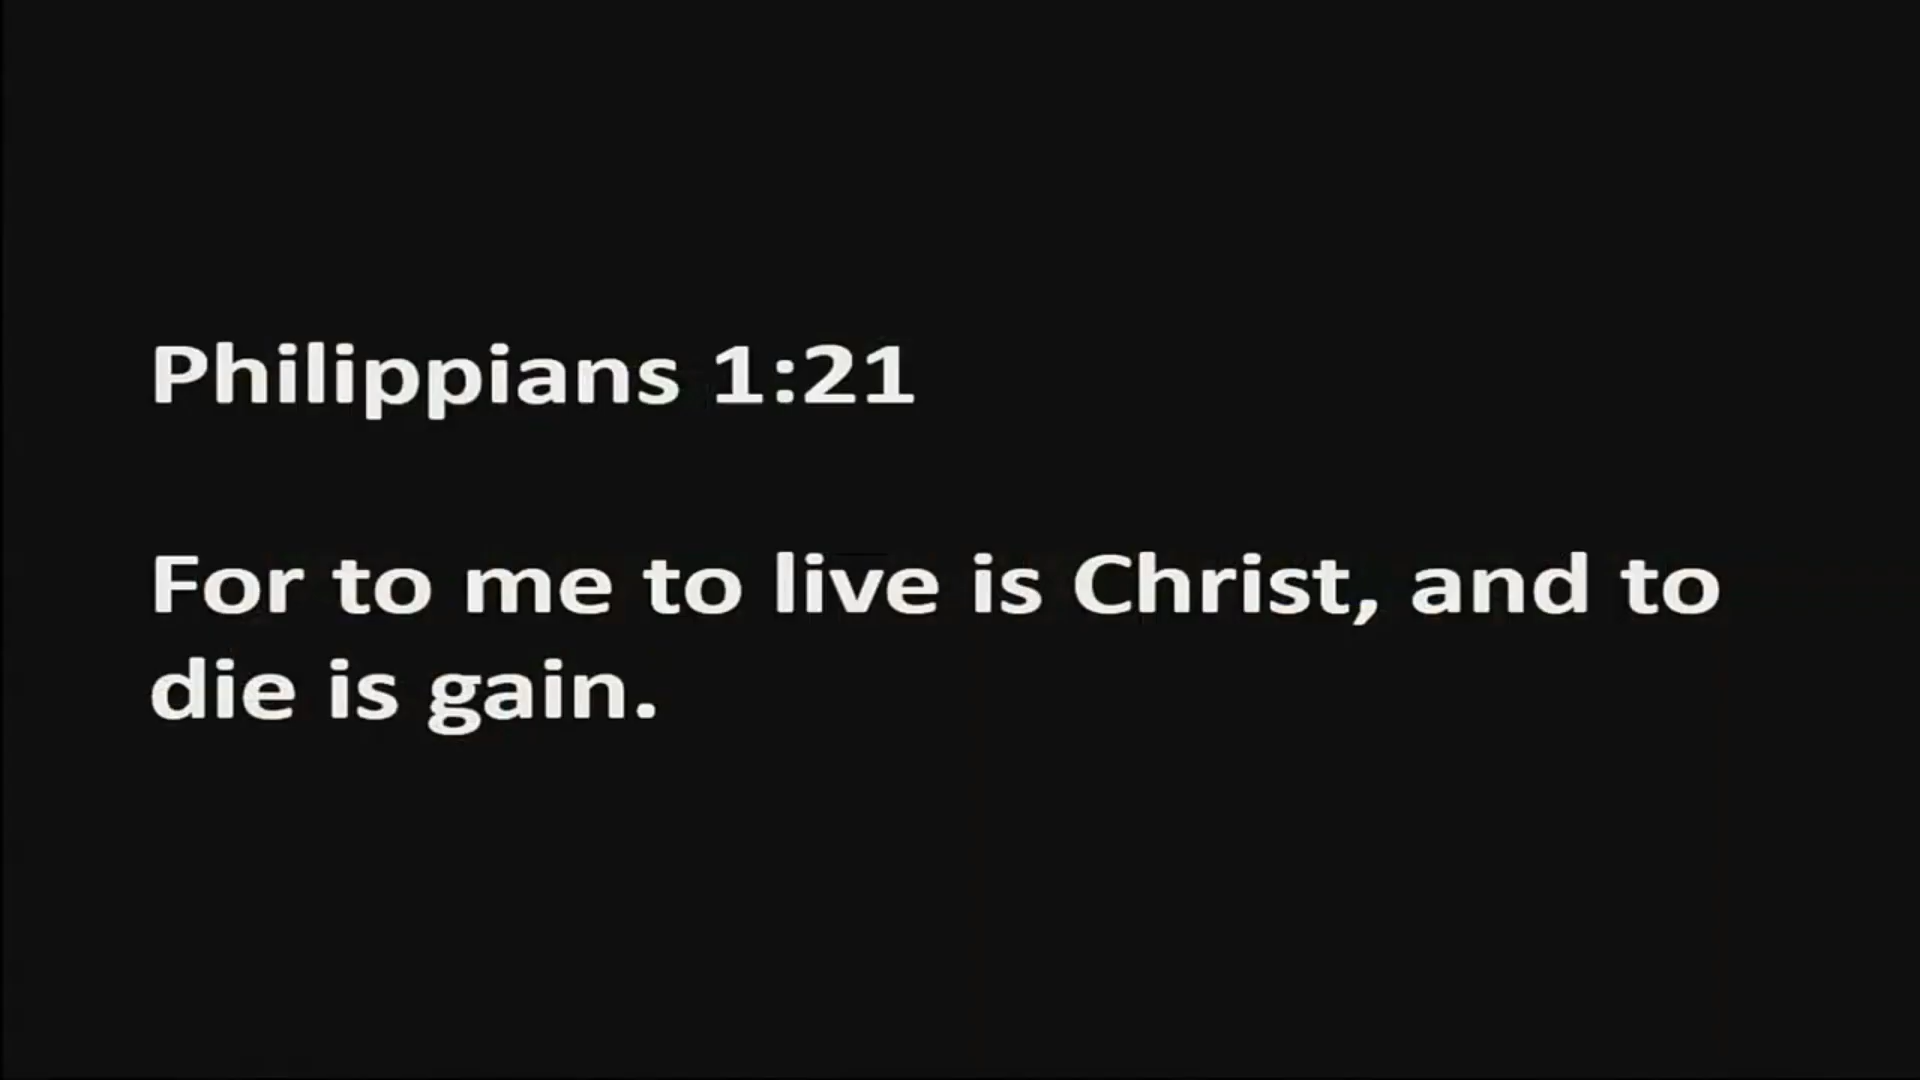 Philippians 1:21
For to me to live is Christ, and to
die is gain.